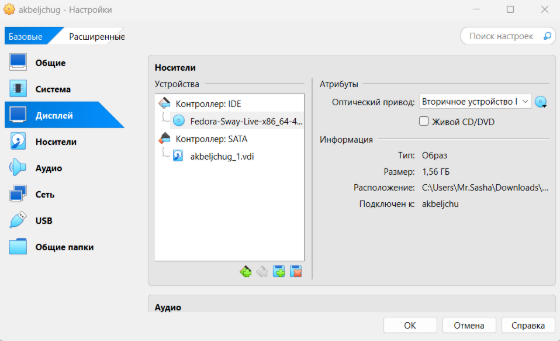 akbeljchug - Настройки
Базовые
Расширенные
Поиск настроек
Общие
Система
Дисплей
Носители
Аудио
Сеть
USB
Общие папки
Носители
Устройства
Контроллер: IDE
Fedora-Sway-Live-x86_64-4...
Контроллер: SATA
akbeljchug_1.vdi
Атрибуты
Оптический привод: Вторичное устройство I
Живой CD/DVD
Информация
Тип: Образ
Размер: 1,56 ГБ
Расположение: C:\Users\Mr.Sasha\Downloads\...
Подключен к: akbeljchu
Аудио
OK
Отмена
Справка